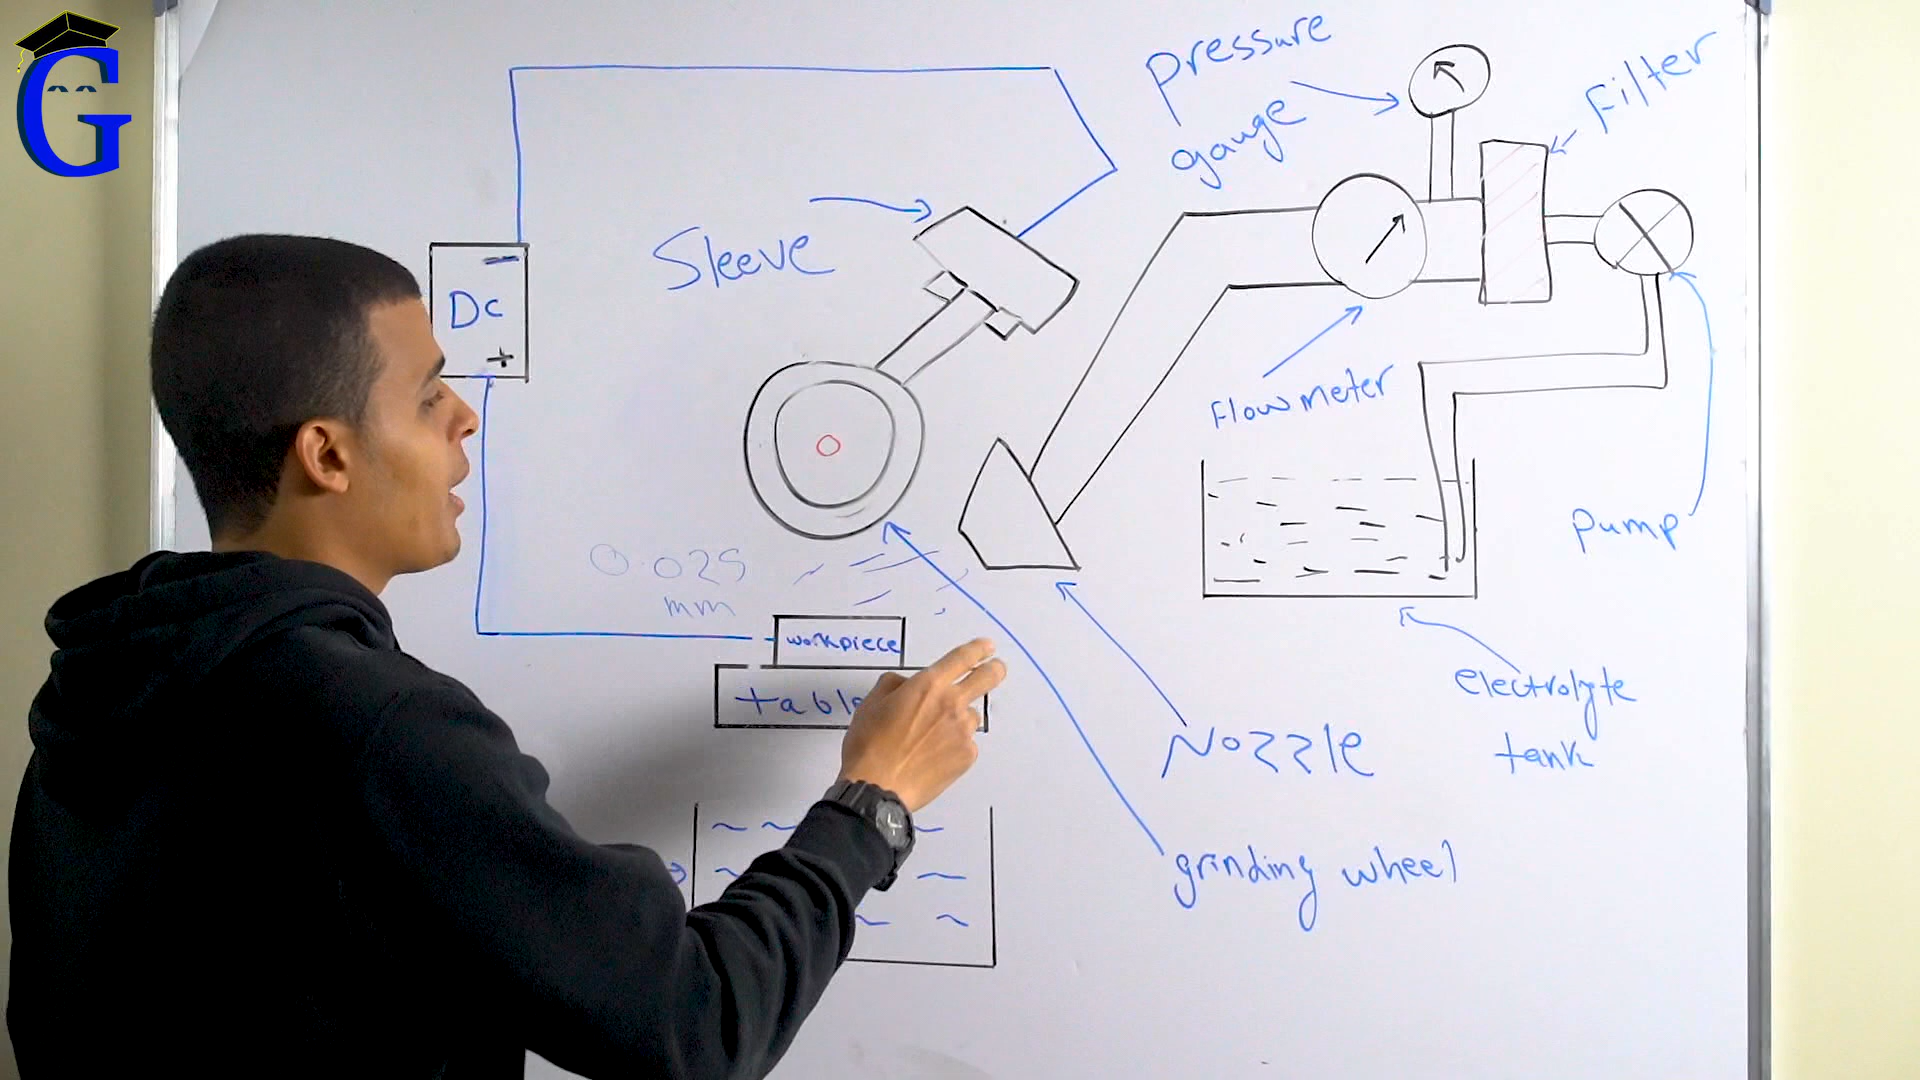 G
pressure
gauge
Filter
Sleeve
Dc
-
+
Flow meter
pump
0.025
mm
workpiece
table
electrolyte
tank
Nozzle
grinding wheel